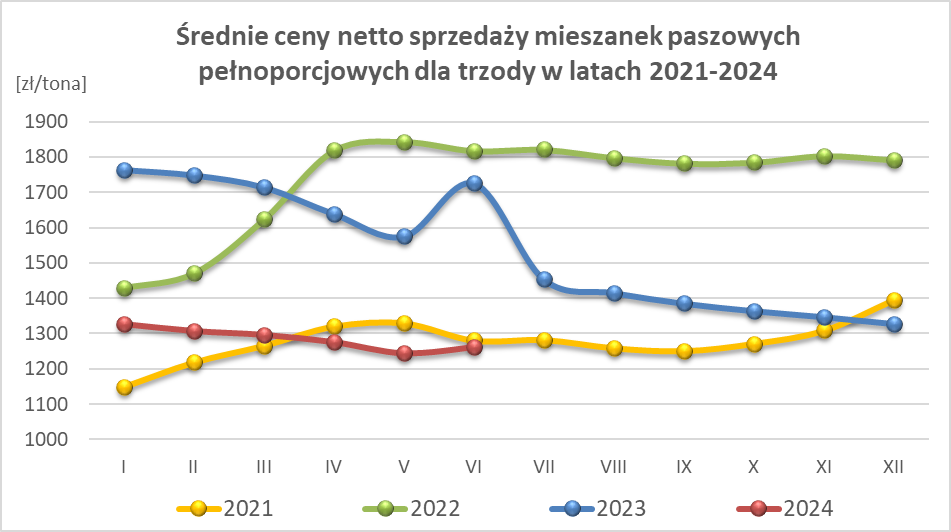 Średnie ceny netto sprzedaży mieszanek paszowych
pełnoporcjowych dla trzody w latach 2021-2024
[zł/tona]
1900
1800
1700
1600
1500
1400
1300
1200
1100
1000
I II III IV V VI VII VIII IX X XI XII
2021 2022 2023 2024